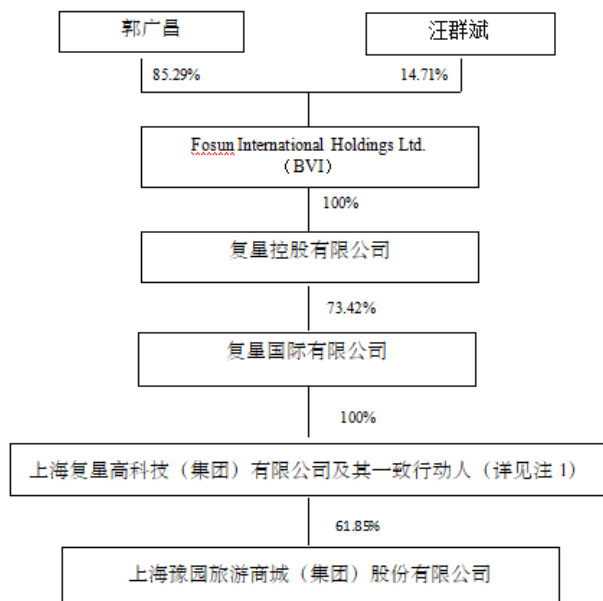 郭广昌
汪群斌
85.29%
14.71%
Fosun International Holdings Ltd.
（BVI）
100%
复星控股有限公司
73.42%
复星国际有限公司
100%
上海复星高科技（集团）有限公司及其一致行动人（详见注 1）
61.85%
上海豫园旅游商城（集团）股份有限公司